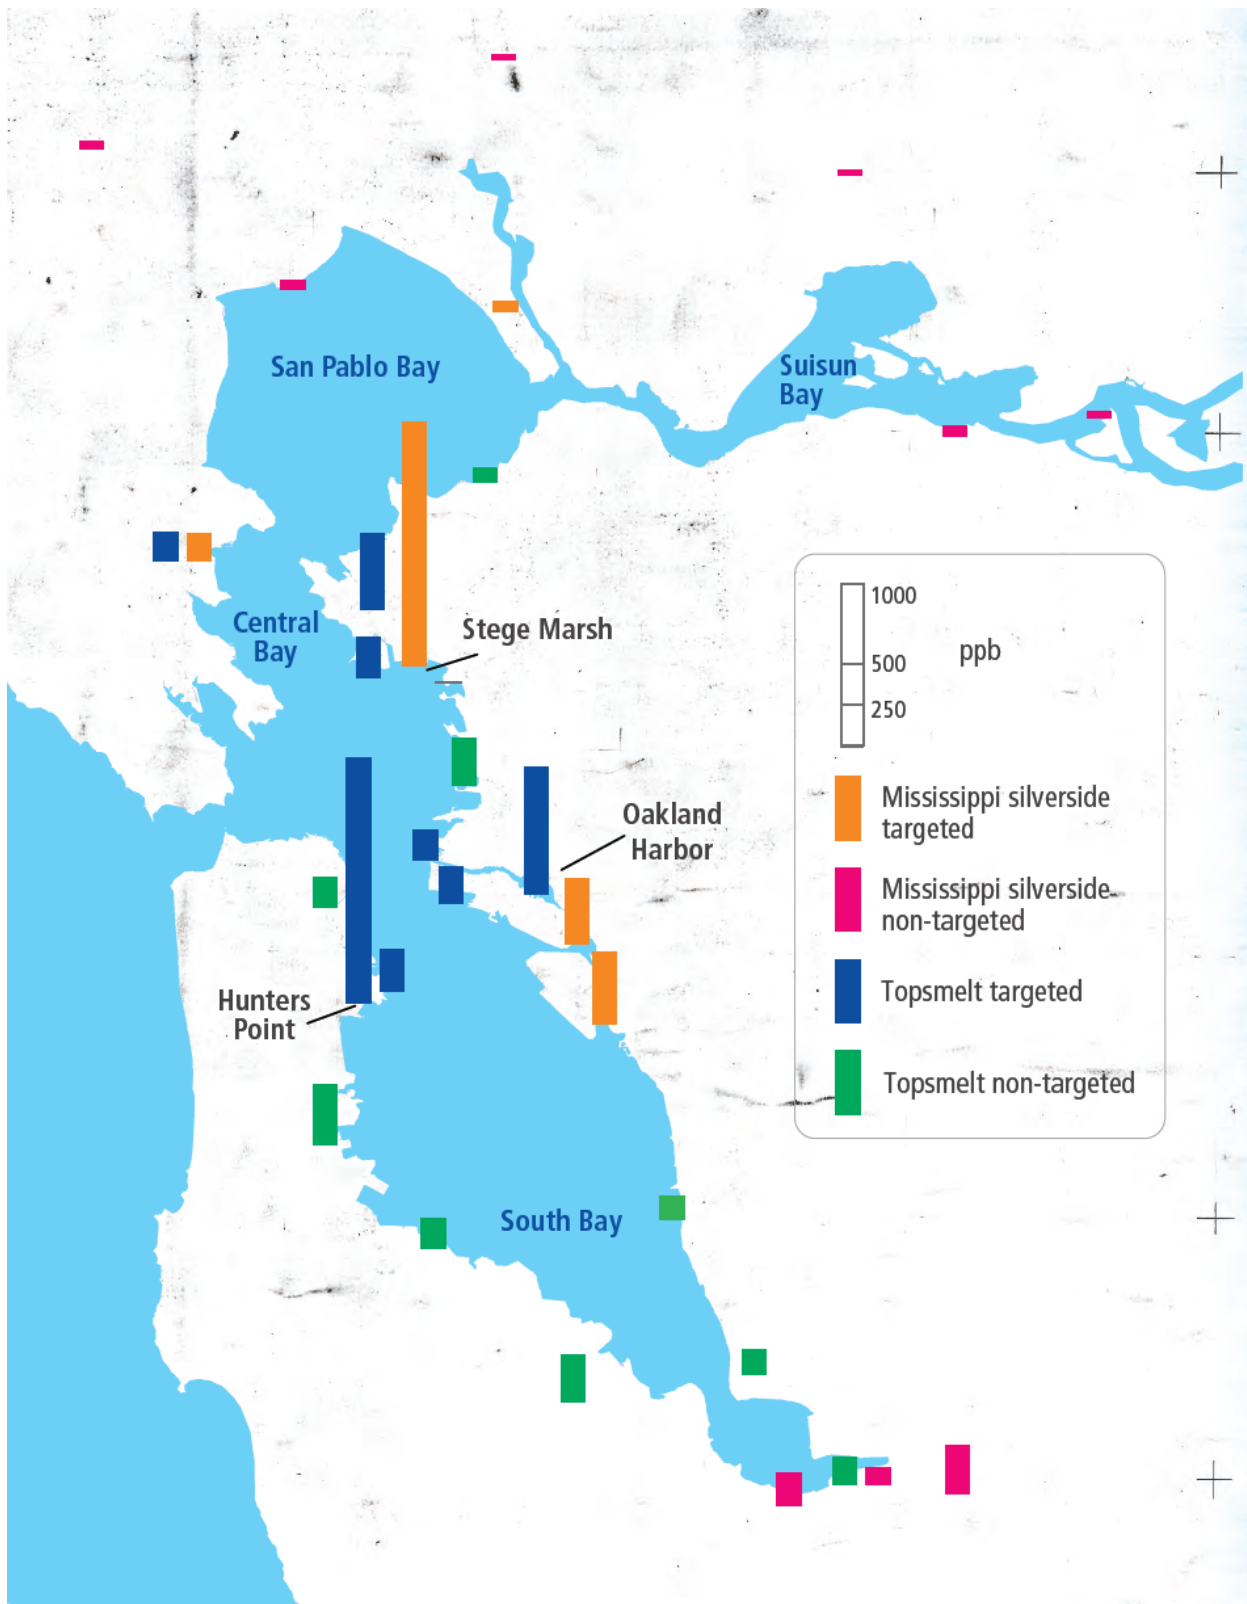 San Pablo Bay
Suisun
Bay
Central
Bay
Stege Marsh
1000
500
250
ppb
Mississippi silverside
targeted
Oakland
Harbor
Mississippi silverside
non-targeted
Topsmelt targeted
Hunters
Point
Topsmelt non-targeted
South Bay